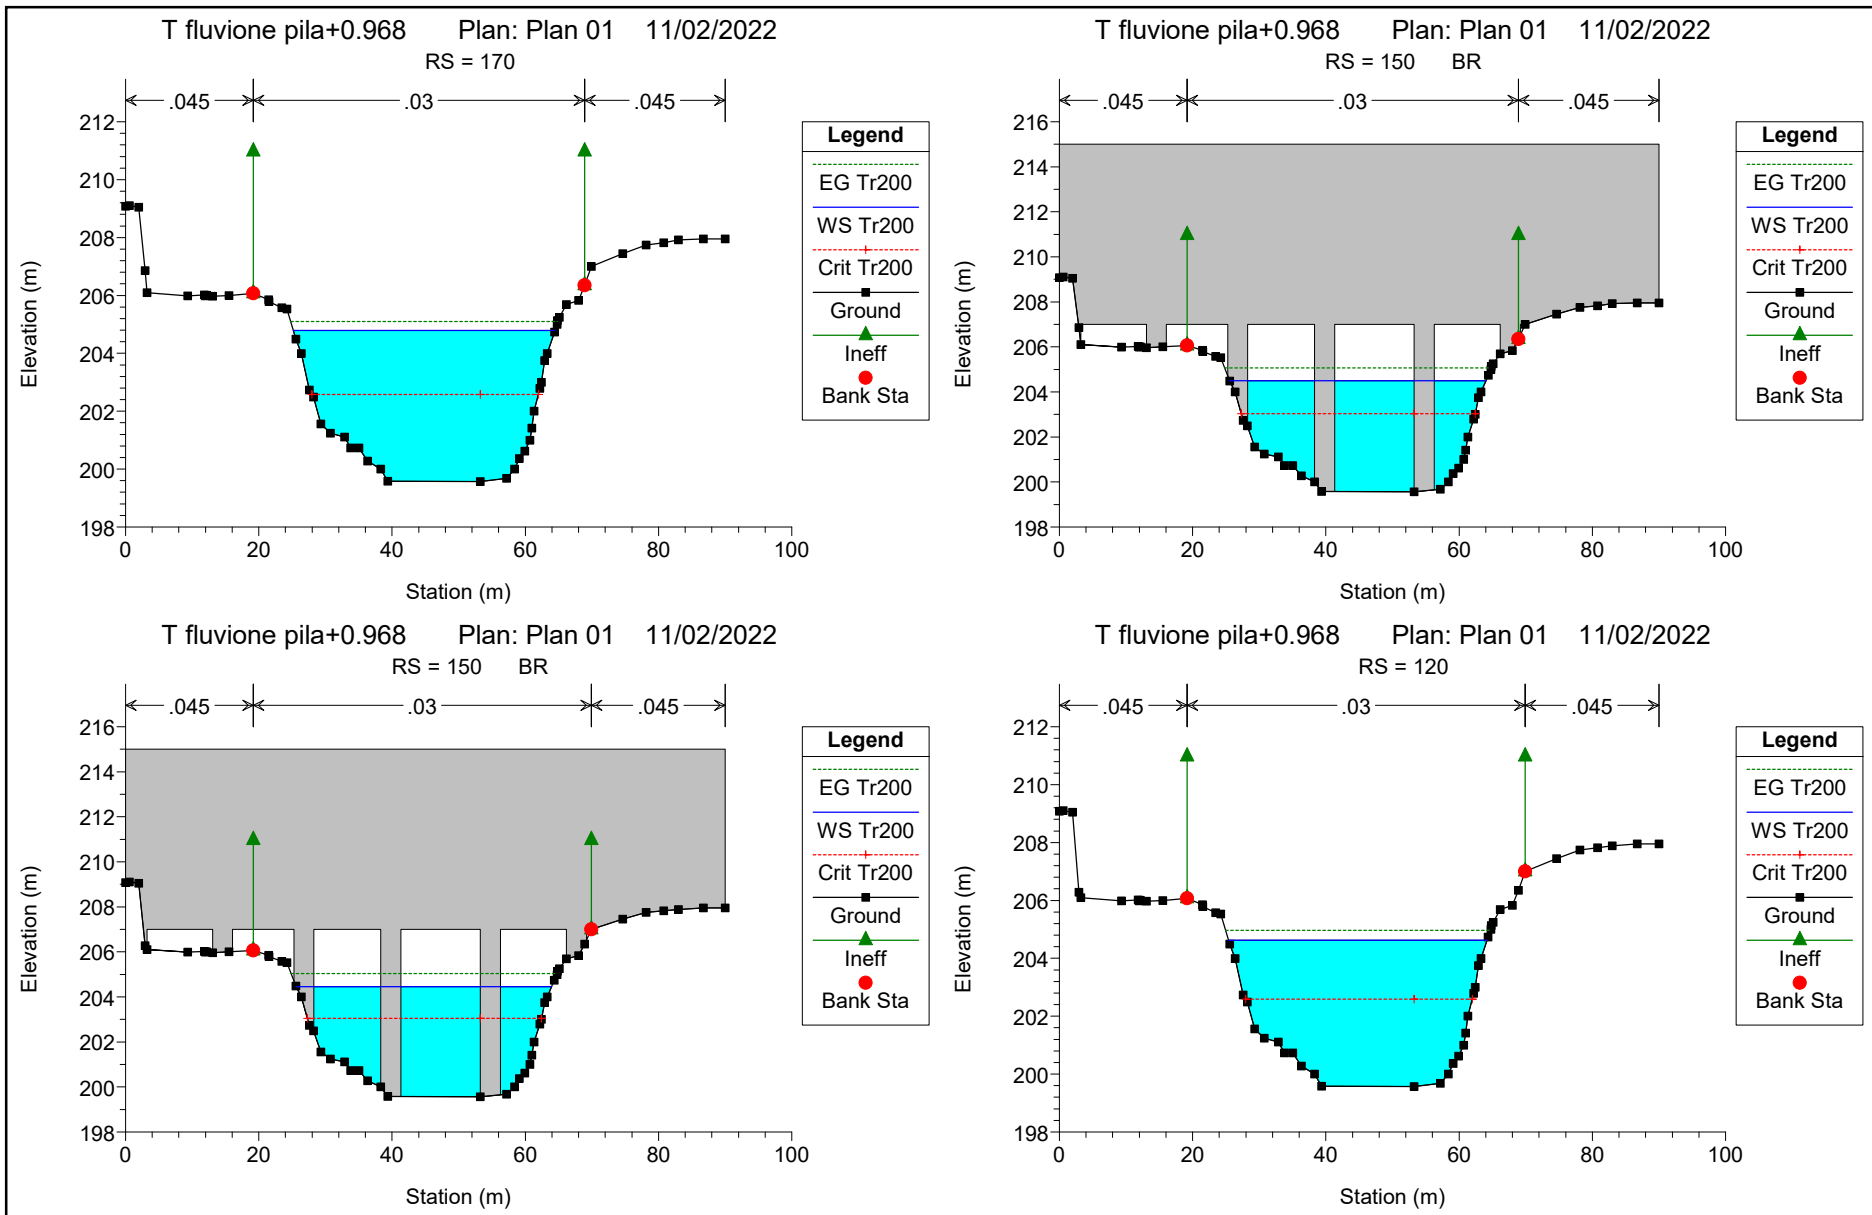 T fluvione pila+0.968 Plan: Plan 01 11/02/2022
RS = 170
.045 .03 .045
212
210
208
206
204
202
200
198
0 20 40 60 80 100
Station (m)
Elevation (m)
Legend
EG Tr200
WS Tr200
Crit Tr200
Ground
Ineff
Bank Sta
T fluvione pila+0.968 Plan: Plan 01 11/02/2022
RS = 150 BR
.045 .03 .045
216
214
212
210
208
206
204
202
200
198
0 20 40 60 80 100
Station (m)
Elevation (m)
Legend
EG Tr200
WS Tr200
Crit Tr200
Ground
Ineff
Bank Sta
T fluvione pila+0.968 Plan: Plan 01 11/02/2022
RS = 150 BR
.045 .03 .045
216
214
212
210
208
206
204
202
200
198
0 20 40 60 80 100
Station (m)
Elevation (m)
Legend
EG Tr200
WS Tr200
Crit Tr200
Ground
Ineff
Bank Sta
T fluvione pila+0.968 Plan: Plan 01 11/02/2022
RS = 120
.045 .03 .045
212
210
208
206
204
202
200
198
0 20 40 60 80 100
Station (m)
Elevation (m)
Legend
EG Tr200
WS Tr200
Crit Tr200
Ground
Ineff
Bank Sta